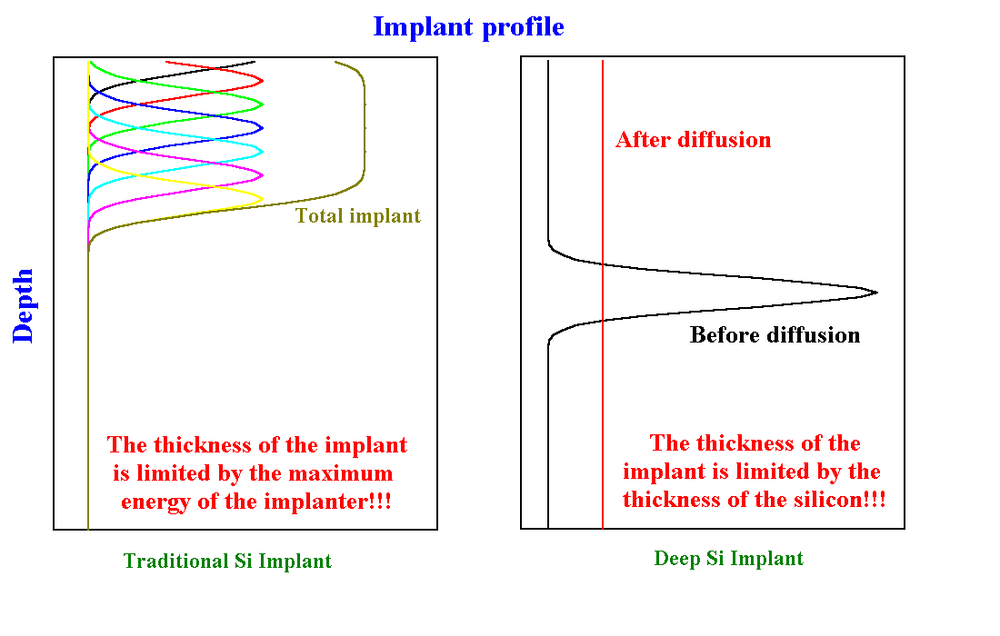 Implant profile
Depth
Total implant
The thickness of the implant
is limited by the maximum
energy of the implanter!!!
Traditional Si Implant
After diffusion
Before diffusion
The thickness of the
implant is limited by the
thickness of the silicon!!!
Deep Si Implant